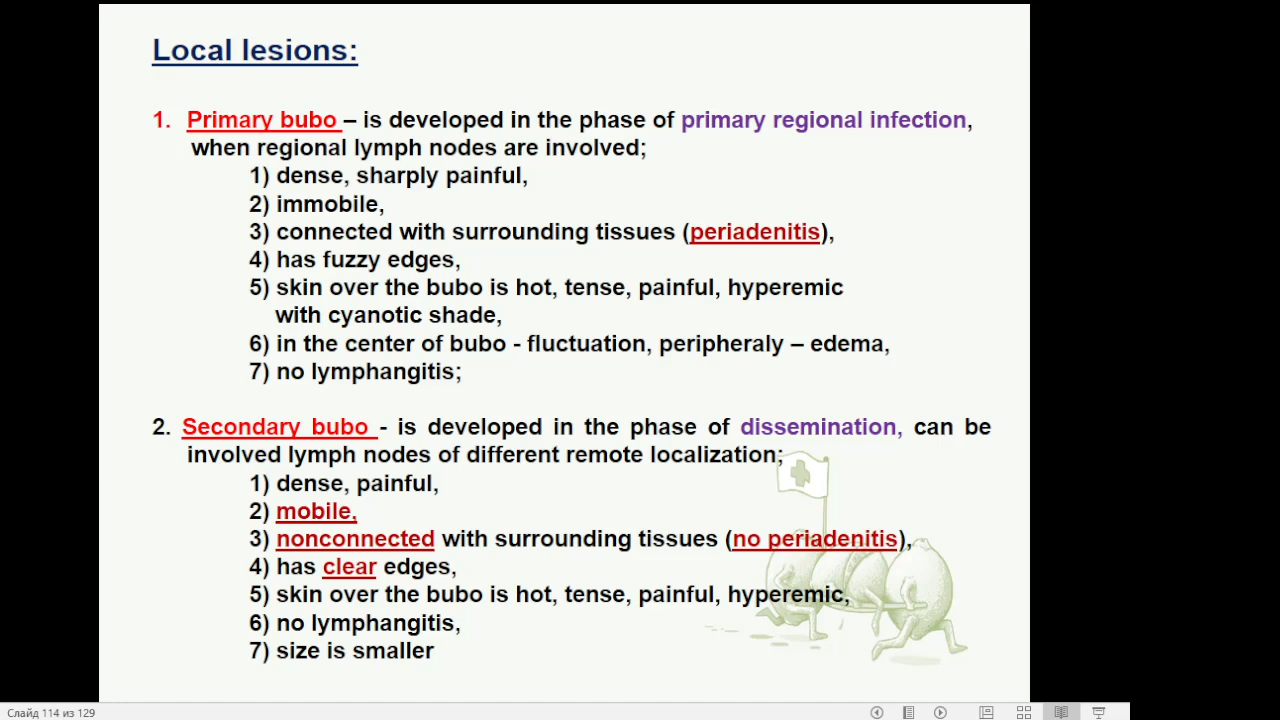 Local lesions:
1. Primary bubo – is developed in the phase of primary regional infection,
when regional lymph nodes are involved;
1) dense, sharply painful,
2) immobile,
3) connected with surrounding tissues (periadenitis),
4) has fuzzy edges,
5) skin over the bubo is hot, tense, painful, hyperemic
with cyanotic shade,
6) in the center of bubo - fluctuation, peripheraly – edema,
7) no lymphangitis;
2. Secondary bubo - is developed in the phase of dissemination, can be
involved lymph nodes of different remote localization;
1) dense, painful,
2) mobile,
3) nonconnected with surrounding tissues (no periadenitis),
4) has clear edges,
5) skin over the bubo is hot, tense, painful, hyperemic,
6) no lymphangitis,
7) size is smaller
Слайд 114 из 129